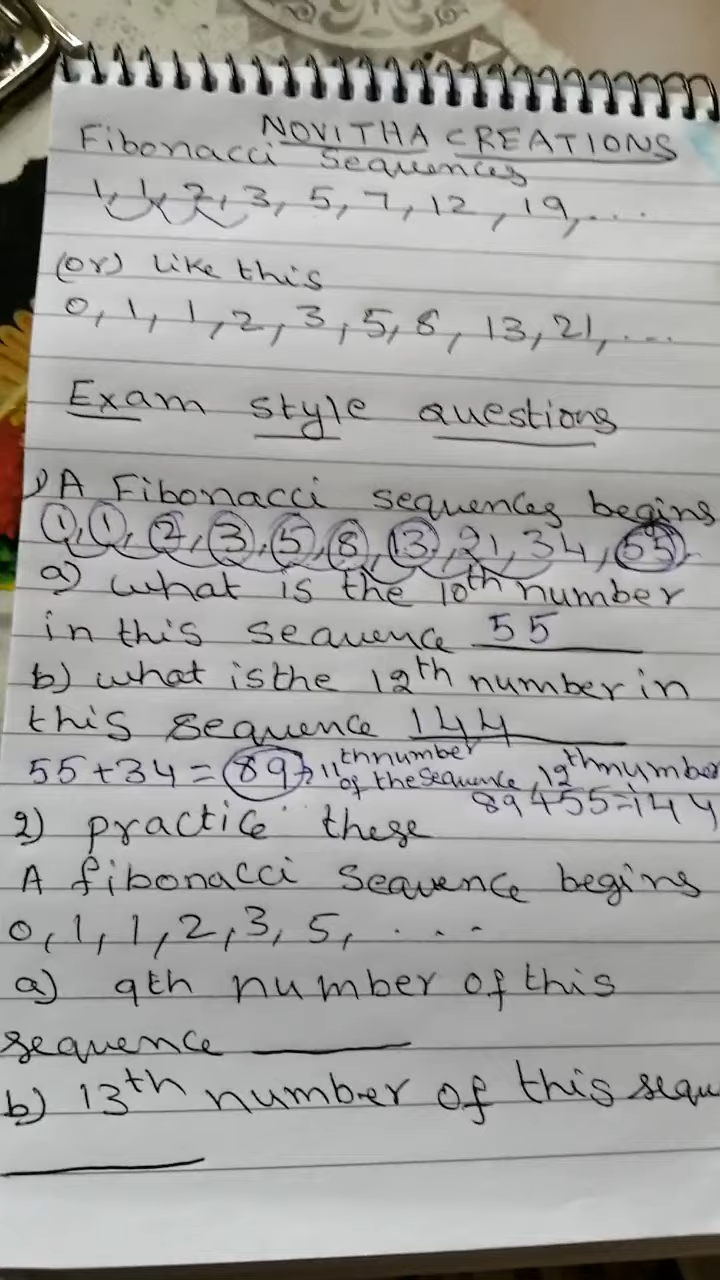 NOVITHA CREATIONS
Fibonacci Sequences
1, 1, 2, 3, 5, 7, 12, 19, ...
(or) like this
0, 1, 1, 2, 3, 5, 8, 13, 21, ...
Exam style questions
1) A Fibonacci sequences begins
1, 1, 2, 3, 5, 8, 13, 21, 34, 55.
a) what is the 10th number
in this seauence 55
b) what is the 12th number in
this sequence 144
55+34=89→11th number of the sequence, 12th number
89+55=144
2) practice these
A fibonacci sequence begins
0, 1, 1, 2, 3, 5, ...
a) 9th number of this
sequence
b) 13th number of this sequ